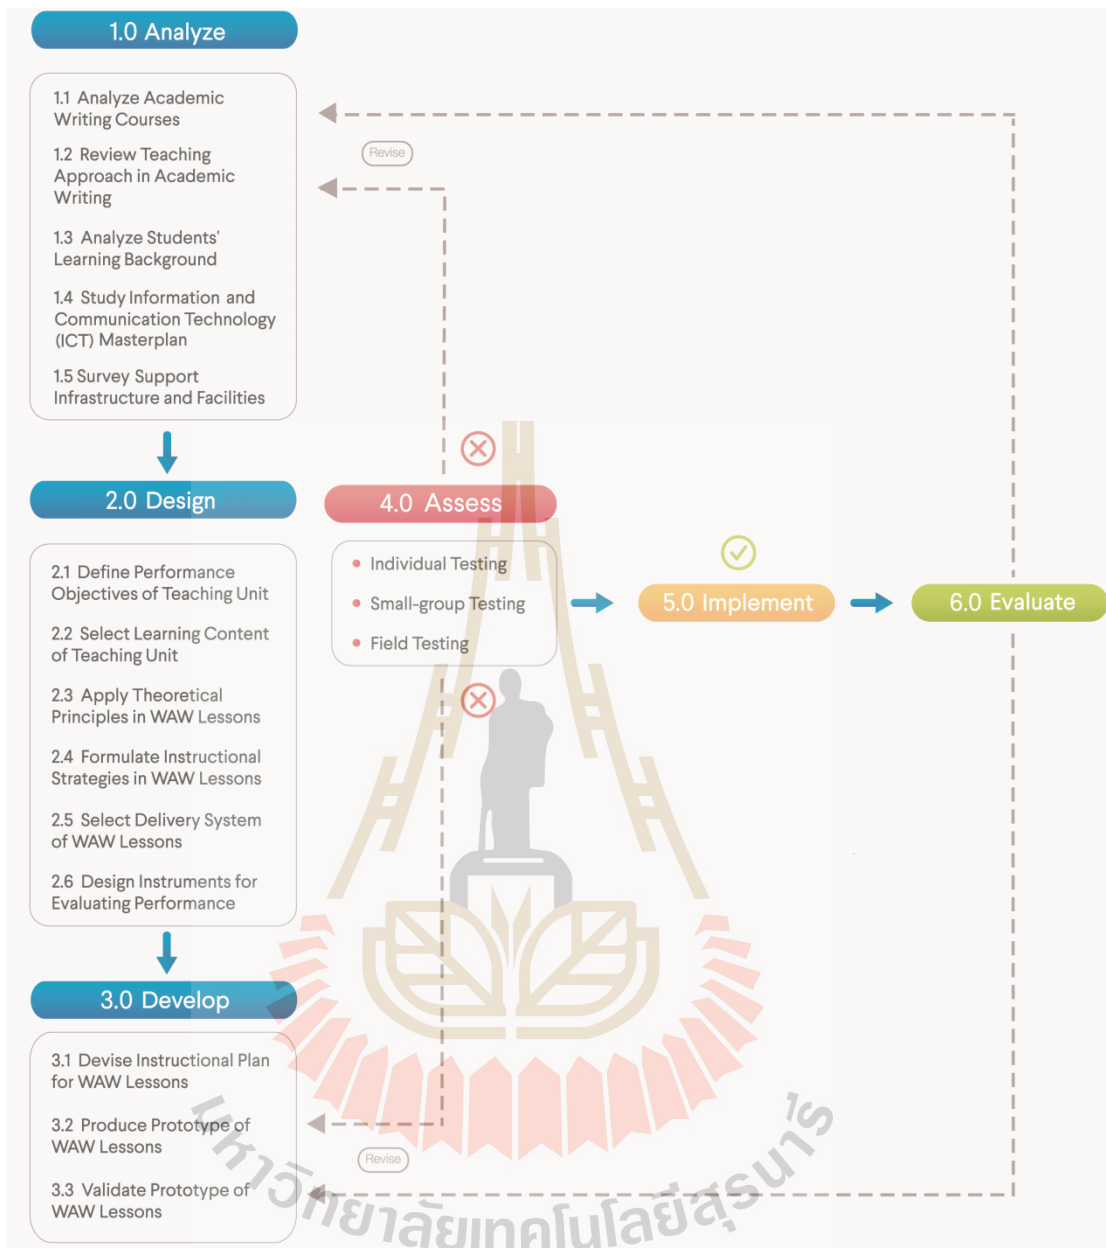 1.0 Analyze
1.1 Analyze Academic
Writing Courses
1.2 Review Teaching
Approach in Academic
Writing
1.3 Analyze Students'
Learning Background
1.4 Study Information and
Communication Technology
(ICT) Masterplan
1.5 Survey Support
Infrastructure and Facilities
Revise
2.0 Design
2.1 Define Performance
Objectives of Teaching Unit
2.2 Select Learning Content
of Teaching Unit
2.3 Apply Theoretical
Principles in WAW Lessons
2.4 Formulate Instructional
Strategies in WAW Lessons
2.5 Select Delivery System
of WAW Lessons
2.6 Design Instruments for
Evaluating Performance
3.0 Develop
3.1 Devise Instructional Plan
for WAW Lessons
3.2 Produce Prototype of
WAW Lessons
3.3 Validate Prototype of
WAW Lessons
4.0 Assess
• Individual Testing
• Small-group Testing
• Field Testing
Revise
5.0 Implement
6.0 Evaluate
มหาวิทยาลัยเทคโนโลยีสุรนารี